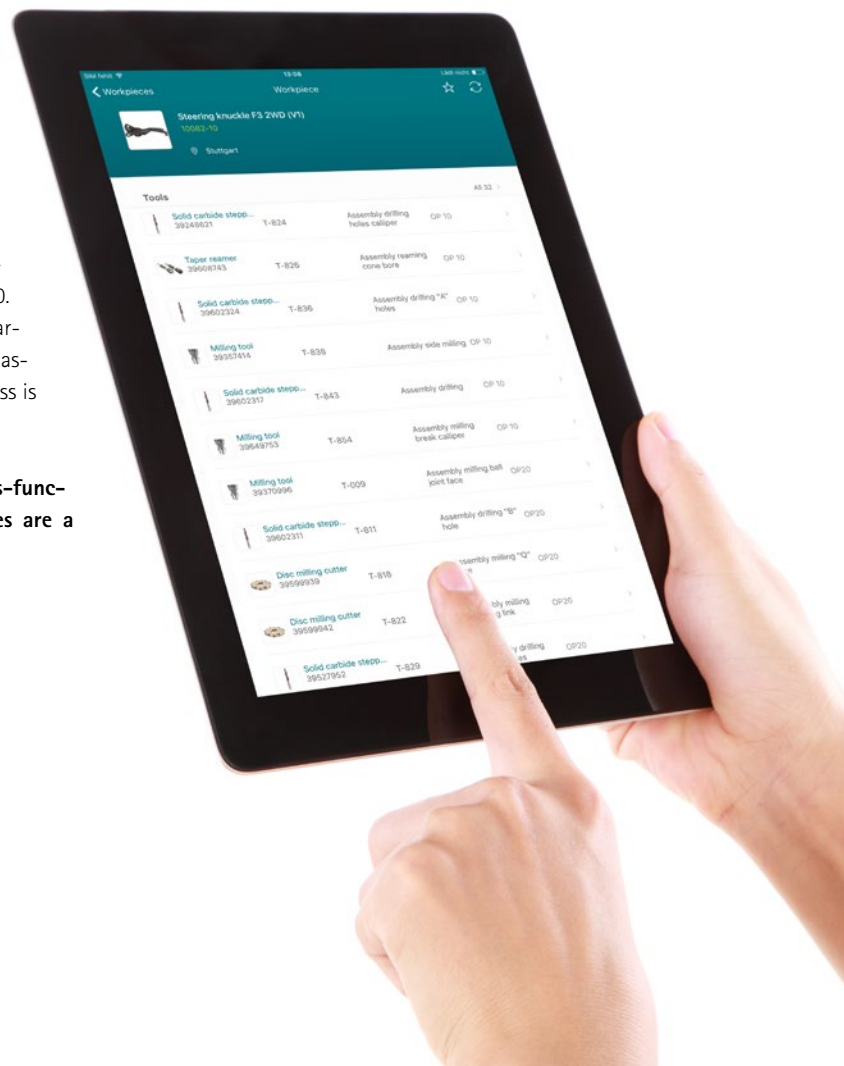 0.
ar-
as-
ss is
s-func-
es are a
13:08
Workpieces
Workpiece
Steering knuckle F3 2WD (V1)
10082-10
Stuttgart
Tools
All 32
Solid carbide stepp...
39248621
T-824
Assembly drilling
holes calliper
OP 10
Taper reamer
39608743
T-826
Assembly reaming
cone bore
OP 10
Solid carbide stepp...
39602324
T-836
Assembly drilling "A"
holes
OP 10
Milling tool
39357414
T-838
Assembly side milling
OP 10
Solid carbide stepp...
39602317
T-843
Assembly drilling
OP 10
Milling tool
39649753
T-854
Assembly milling
break calliper
OP 10
Milling tool
39370996
T-009
Assembly milling ball
joint face
OP20
Solid carbide stepp...
39602311
T-811
Assembly drilling "B"
hole
OP20
Disc milling cutter
39599939
T-818
ssembly milling "Q"
OP20
Disc milling cutter
39599942
T-822
bly milling
g link
OP20
Solid carbide stepp...
39527952
T-829
y drilling
es
OP20